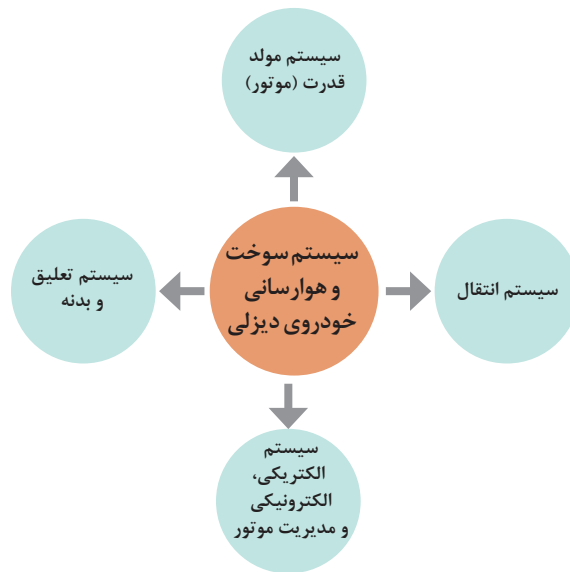 سیستم مولد
قدرت (موتور)
سیستم سوخت
و هوارسانی
خودروی دیزلی
سیستم انتقال
سیستم تعلیق
و بدنه
سیستم
الکتریکی،
الکترونیکی
و مدیریت موتور